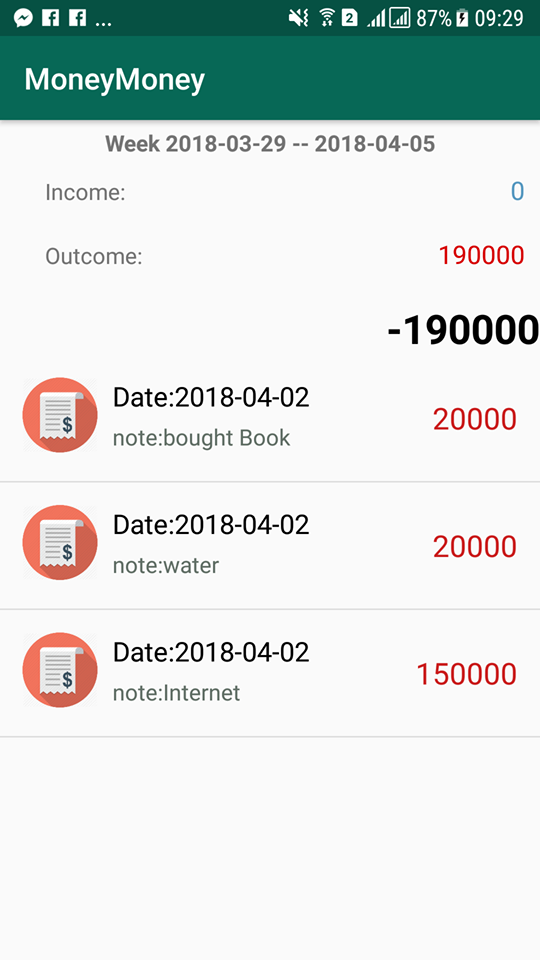 ... 2 87% 09:29
MoneyMoney
Week 2018-03-29 -- 2018-04-05
Income: 0
Outcome: 190000
-190000
Date:2018-04-02
note:bought Book
20000
Date:2018-04-02
note:water
20000
Date:2018-04-02
note:Internet
150000